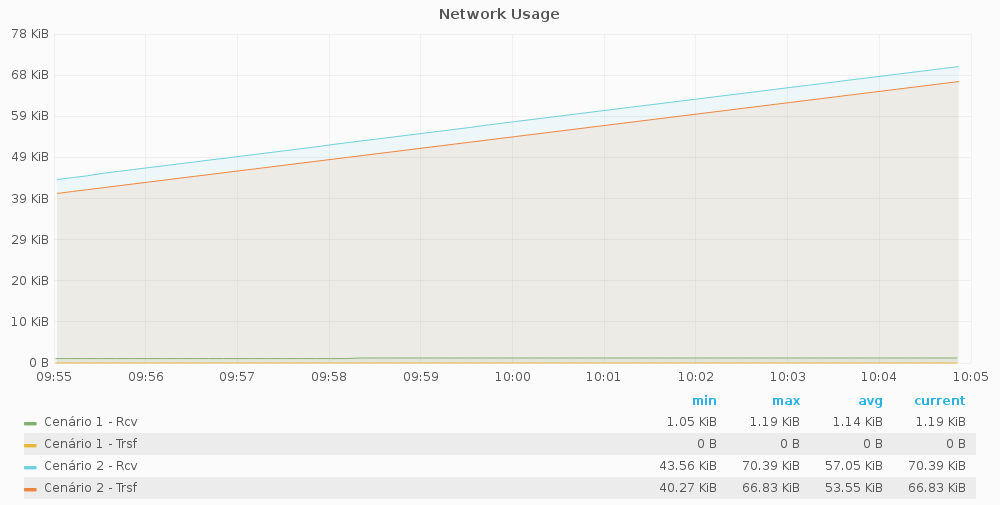 Network Usage
78 KiB
68 KiB
59 KiB
49 KiB
39 KiB
29 KiB
20 KiB
10 KiB
0 B
09:55 09:56 09:57 09:58 09:59 10:00 10:01 10:02 10:03 10:04 10:05
min max avg current
Cenário 1 - Rcv 1.05 KiB 1.19 KiB 1.14 KiB 1.19 KiB
Cenário 1 - Trsf 0 B 0 B 0 B 0 B
Cenário 2 - Rcv 43.56 KiB 70.39 KiB 57.05 KiB 70.39 KiB
Cenário 2 - Trsf 40.27 KiB 66.83 KiB 53.55 KiB 66.83 KiB